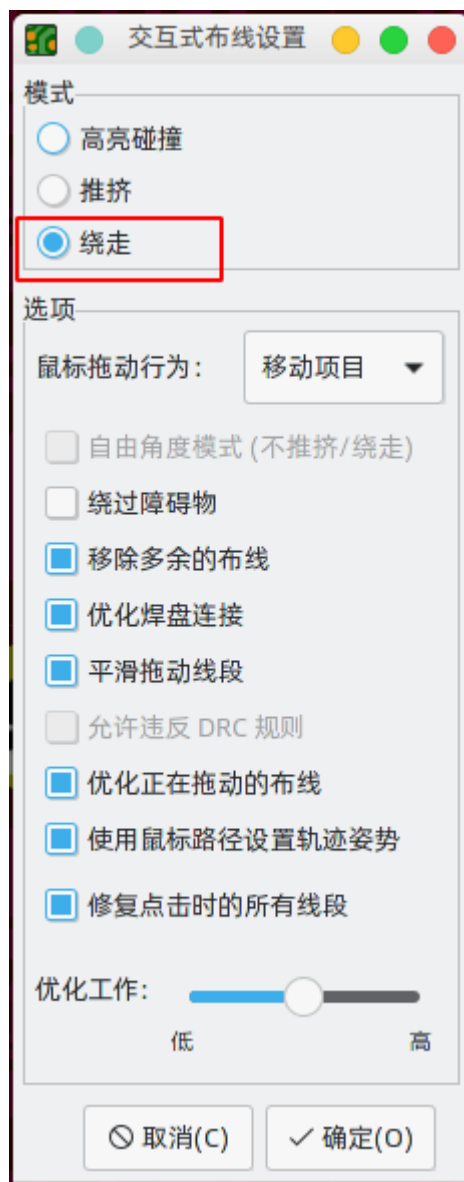 交互式布线设置
模式
高亮碰撞
推挤
绕走
选项
鼠标拖动行为: 移动项目
自由角度模式 (不推挤/绕走)
绕过障碍物
移除多余的布线
优化焊盘连接
平滑拖动线段
允许违反 DRC 规则
优化正在拖动的布线
使用鼠标路径设置轨迹姿势
修复点击时的所有线段
优化工作:
低 高
取消(C) 确定(O)